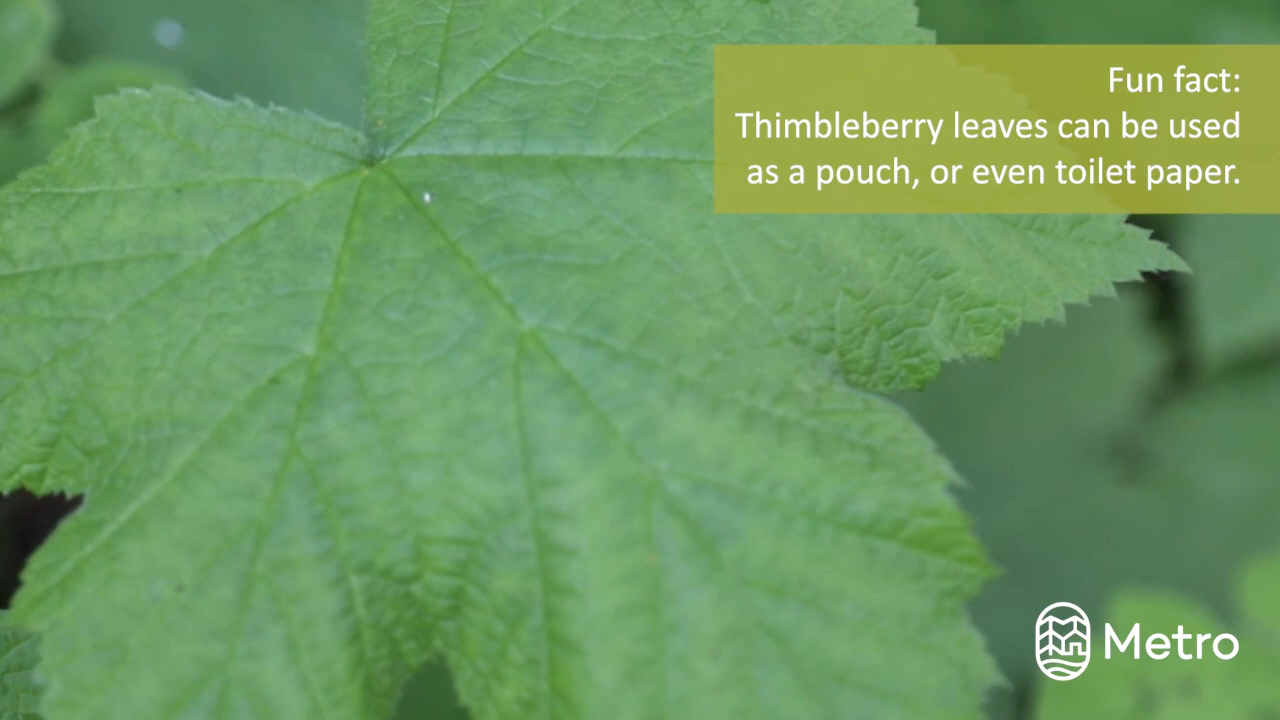 Fun fact:
Thimbleberry leaves can be used
as a pouch, or even toilet paper.
Metro